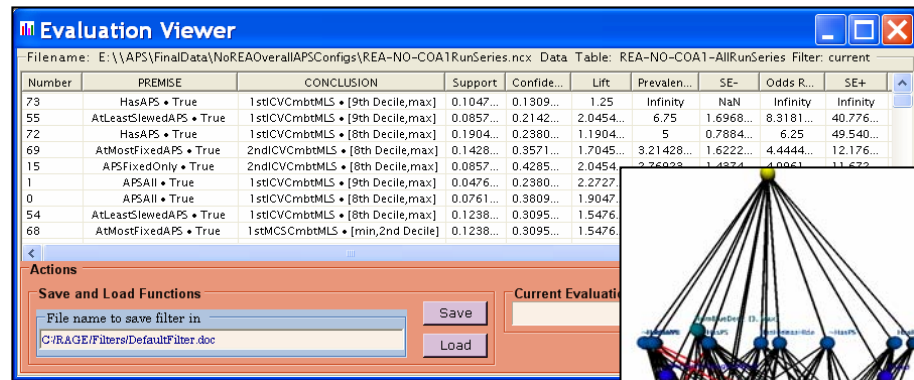 Evaluation Viewer
Filename: E:\\APS\FinalData\NoREAOverallAPSConfigs\REA-NO-COA1RunSeries.ncx Data Table: REA-NO-COA1-AllRunSeries Filter: current
Number PREMISE CONCLUSION Support Confide... Lift Prevalen... SE- Odds R... SE+
73 HasAPS • True 1stICVCmbtMLS • [9th Decile,max] 0.1047... 0.1309... 1.25 Infinity NaN Infinity Infinity
55 AtLeastSlewedAPS • True 1stICVCmbtMLS • [9th Decile,max] 0.0857... 0.2142... 2.0454... 6.75 1.6968... 8.3181... 40.776...
72 HasAPS • True 1stICVCmbtMLS • [8th Decile,max] 0.1904... 0.2380... 1.1904... 5 0.7884... 6.25 49.540...
69 AtMostFixedAPS • True 2ndICVCmbtMLS • [8th Decile,max] 0.1428... 0.3571... 1.7045... 3.21428... 1.6222... 4.4444... 12.176...
15 APSFixedOnly • True 2ndICVCmbtMLS • [8th Decile,max] 0.0857... 0.4285... 2.0454...
1 APSAll • True 1stICVCmbtMLS • [9th Decile,max] 0.0476... 0.2380... 2.2727...
0 APSAll • True 1stICVCmbtMLS • [8th Decile,max] 0.0761... 0.3809... 1.9047.
54 AtLeastSlewedAPS • True 1stICVCmbtMLS • [8th Decile,max] 0.1238... 0.3095... 1.5476.
68 AtMostFixedAPS • True 1stMCSCmbtMLS • [min,2nd Decile] 0.1238... 0.3095... 1.5476.
Actions
Save and Load Functions
Current Evaluatio
File name to save filter in
Save
C:/RAGE/Filters/DefaultFilter.doc
Load